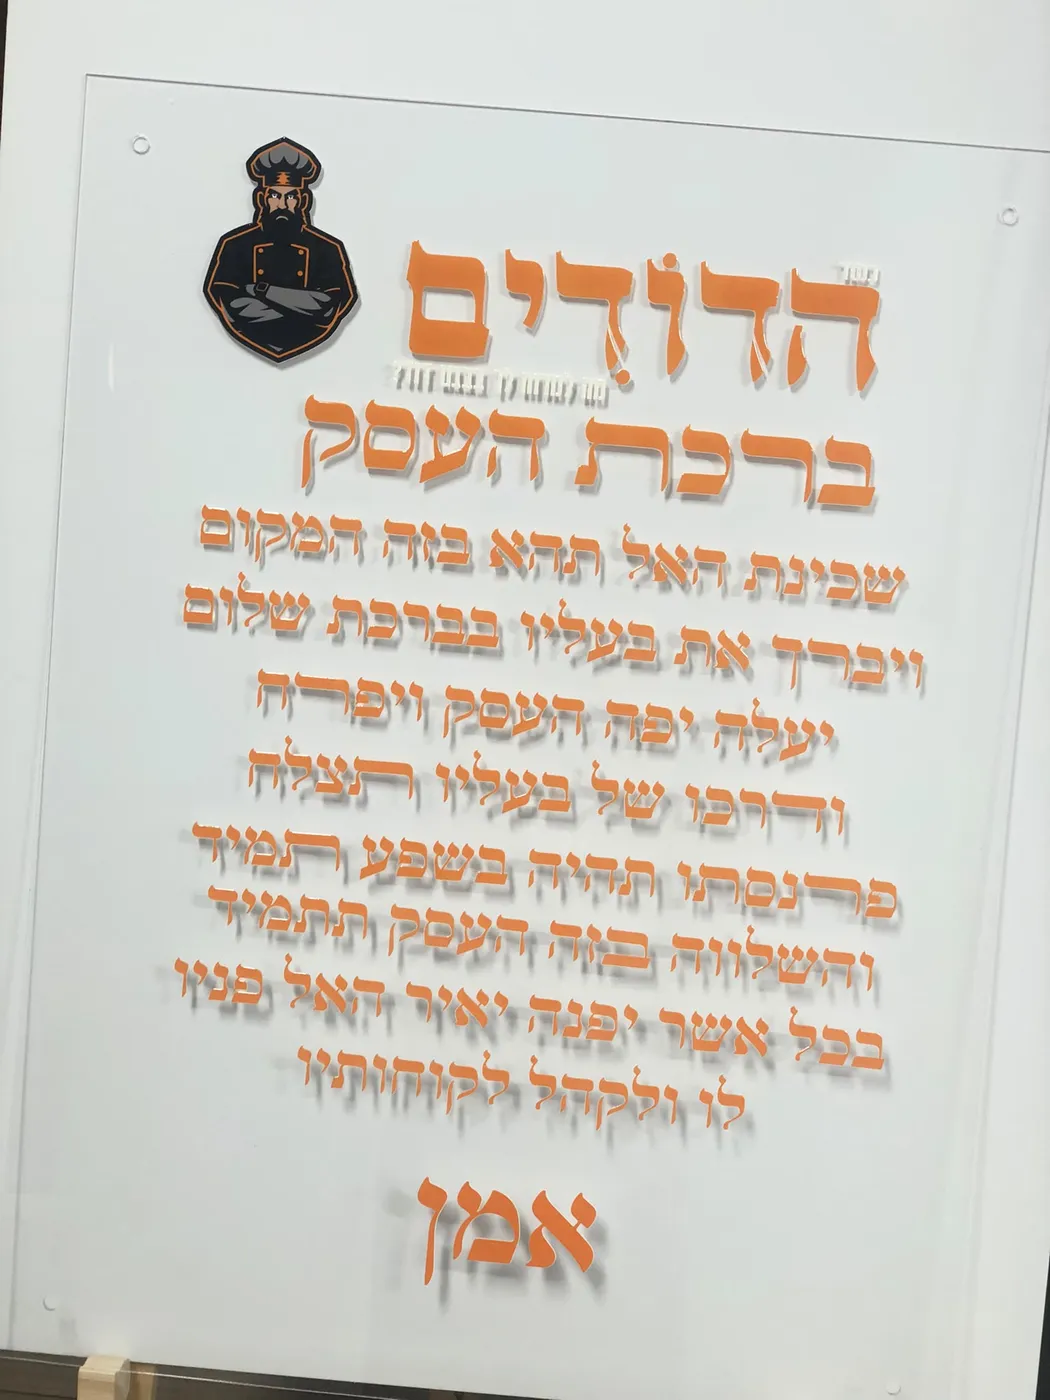 הדוֹדִים
ברכת העסק
שכינת האל תהא בזה המקום
ויברך את בעליו בברכת שלום
יעלה יפה העסק ויפרח
ודרכו של בעליו תצלח
פרנסתו תהיה בשפע תמיד
והשלווה בזה העסק תתמיד
בכל אשר יפנה יאיר האל פניו
לו ולקהל לקוחותיו
אמן